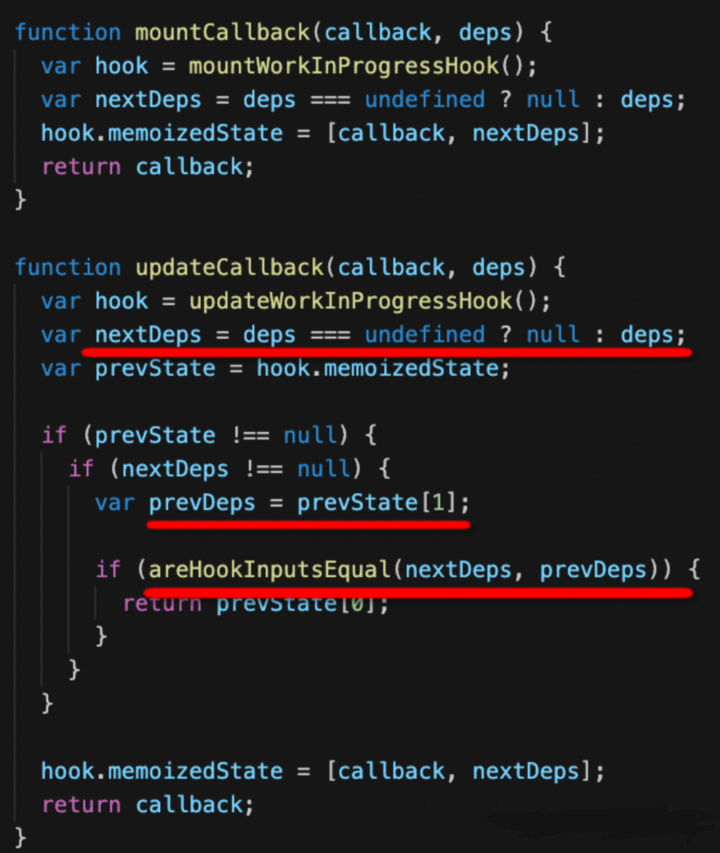 function mountCallback(callback, deps) {
var hook = mountWorkInProgressHook();
var nextDeps = deps === undefined ? null : deps;
hook.memoizedState = [callback, nextDeps];
return callback;
}
function updateCallback(callback, deps) {
var hook = updateWorkInProgressHook();
var nextDeps = deps === undefined ? null : deps;
var prevState = hook.memoizedState;
if (prevState !== null) {
if (nextDeps !== null) {
var prevDeps = prevState[1];
if (areHookInputsEqual(nextDeps, prevDeps)) {
return prevState[0];
}
}
}
hook.memoizedState = [callback, nextDeps];
return callback;
}